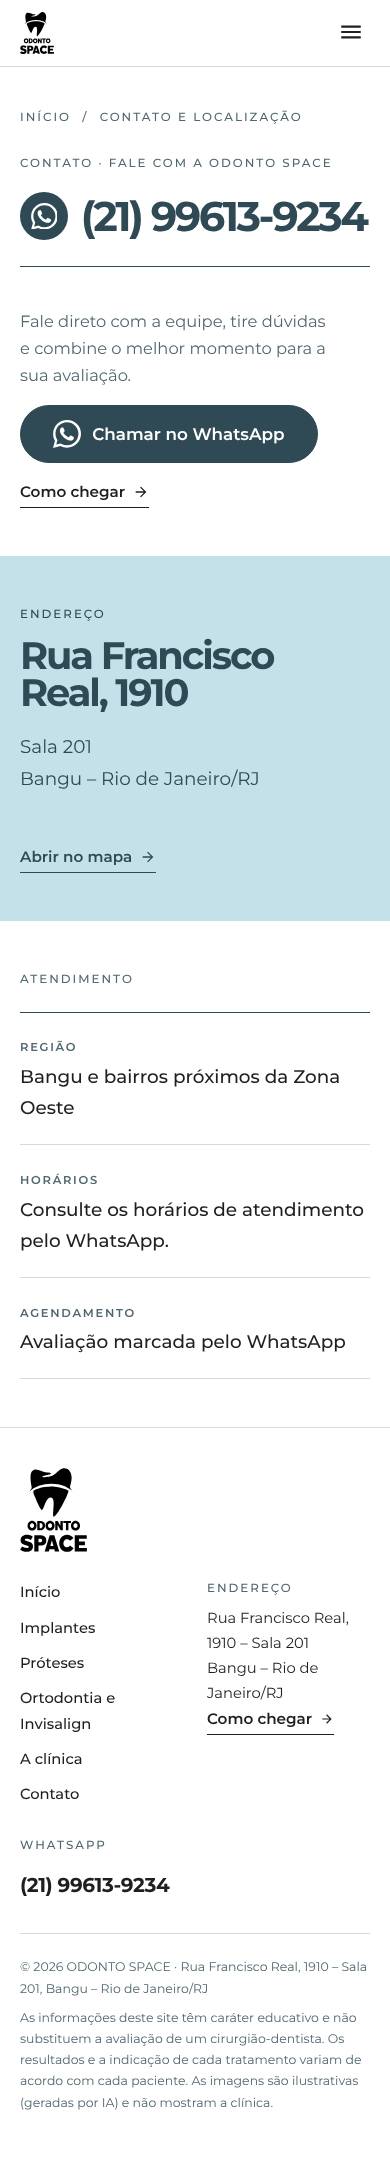 ODONTO
SPACE
INÍCIO / CONTATO E LOCALIZAÇÃO
CONTATO · FALE COM A ODONTO SPACE
(21) 99613-9234
Fale direto com a equipe, tire dúvidas
e combine o melhor momento para a
sua avaliação.
Chamar no WhatsApp
Como chegar →
ENDEREÇO
Rua Francisco
Real, 1910
Sala 201
Bangu – Rio de Janeiro/RJ
Abrir no mapa →
ATENDIMENTO
REGIÃO
Bangu e bairros próximos da Zona
Oeste
HORÁRIOS
Consulte os horários de atendimento
pelo WhatsApp.
AGENDAMENTO
Avaliação marcada pelo WhatsApp
ODONTO
SPACE
Início
Implantes
Próteses
Ortodontia e
Invisalign
A clínica
Contato
ENDEREÇO
Rua Francisco Real,
1910 – Sala 201
Bangu – Rio de
Janeiro/RJ
Como chegar →
WHATSAPP
(21) 99613-9234
© 2026 ODONTO SPACE · Rua Francisco Real, 1910 – Sala
201, Bangu – Rio de Janeiro/RJ
As informações deste site têm caráter educativo e não
substituem a avaliação de um cirurgião-dentista. Os
resultados e a indicação de cada tratamento variam de
acordo com cada paciente. As imagens são ilustrativas
(geradas por IA) e não mostram a clínica.